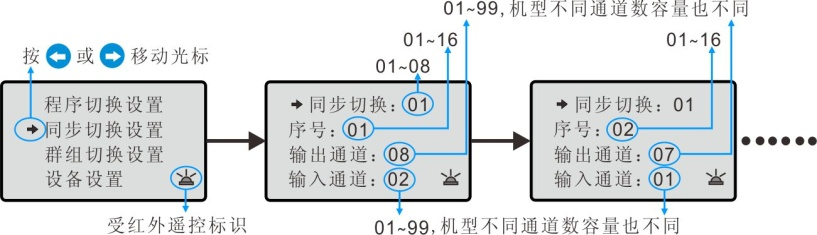 01~99,机型不同通道数容量也不同
按 ← 或 → 移动光标
01~16
01~16
01~08
程序切换设置
➔同步切换设置
群组切换设置
设备设置
➔同步切换：01
序号：01
输出通道：08
输入通道：02
➔同步切换：01
序号：02
输出通道：07
输入通道：01
......
受红外遥控标识
01~99,机型不同通道数容量也不同